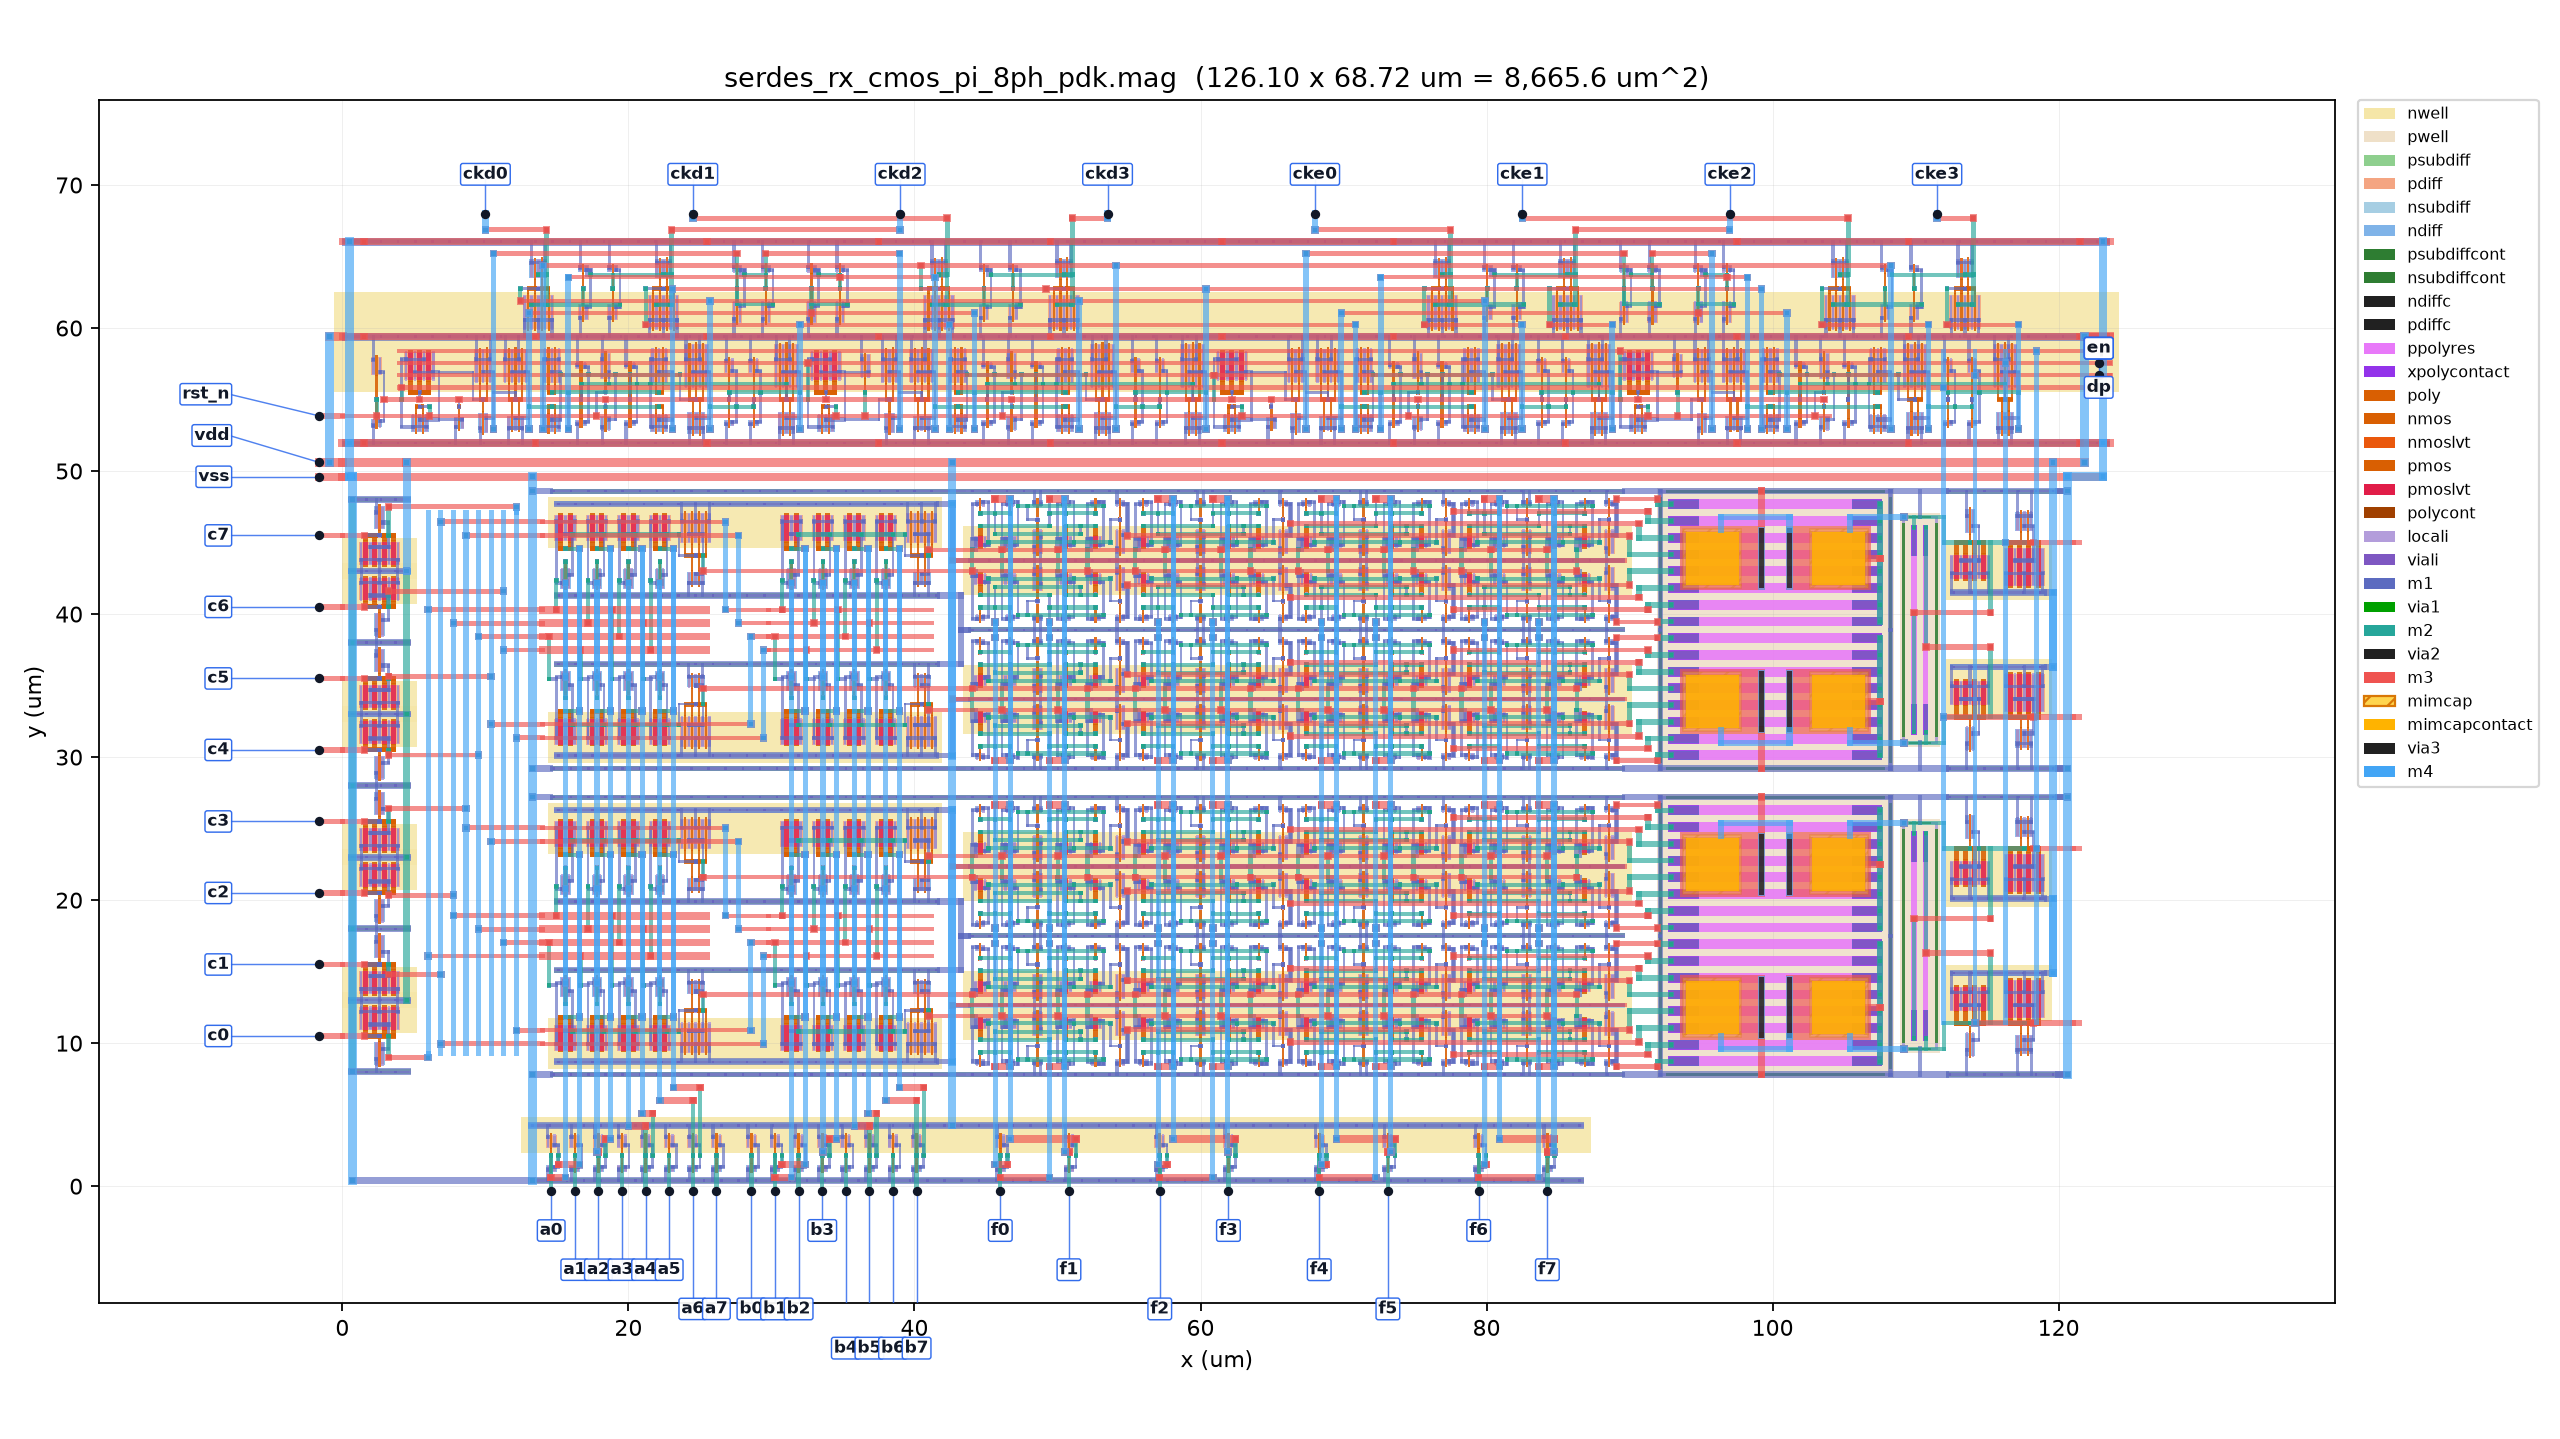 serdes_rx_cmos_pi_8ph_pdk.mag (126.10 x 68.72 um = 8,665.6 um^2)
ckd0 ckd1 ckd2 ckd3 cke0 cke1 cke2 cke3
70
60
50
40
30
20
10
0
y (um)
rst_n
vdd
vss
c7
c6
c5
c4
c3
c2
c1
c0
en
dp
a0 b3 f0 f3 f6
a1 a2 a3 a4 a5 f1 f4 f7
a6 a7 b0 b1 b2 f2 f5
b4 b5 b6 b7
0 20 40 60 80 100 120
x (um)
nwell
pwell
psubdiff
pdiff
nsubdiff
ndiff
psubdiffcont
nsubdiffcont
ndiffc
pdiffc
ppolyres
xpolycontact
poly
nmos
nmoslvt
pmos
pmoslvt
polycont
locali
viali
m1
via1
m2
via2
m3
mimcap
mimcapcontact
via3
m4